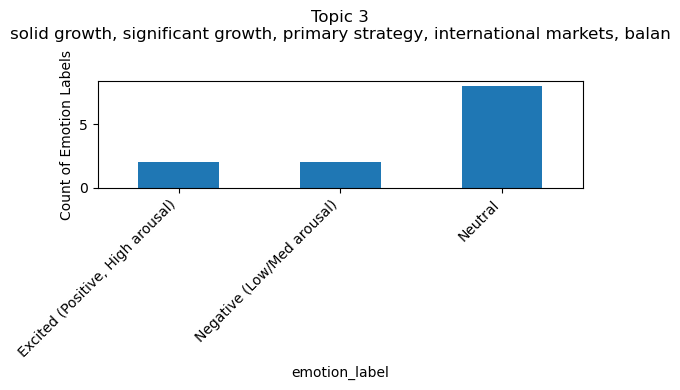 Topic 3
solid growth, significant growth, primary strategy, international markets, balan
Count of Emotion Labels
5
0
Excited (Positive, High arousal)
Negative (Low/Med arousal)
Neutral
emotion_label